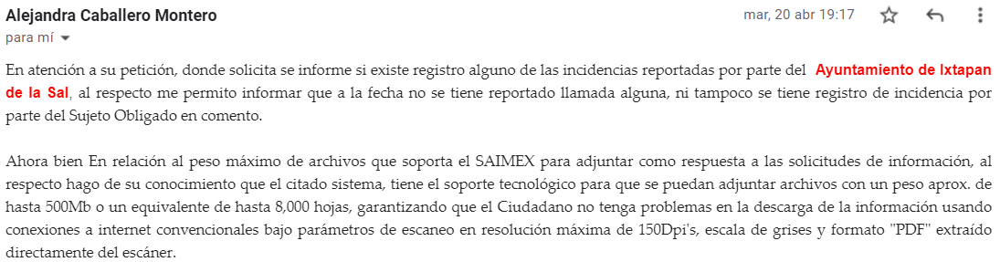 Alejandra Caballero Montero
mar, 20 abr 19:17
para mí
En atención a su petición, donde solicita se informe si existe registro alguno de las incidencias reportadas por parte del Ayuntamiento de Ixtapan
de la Sal, al respecto me permito informar que a la fecha no se tiene reportado llamada alguna, ni tampoco se tiene registro de incidencia por
parte del Sujeto Obligado en comento.
Ahora bien En relación al peso máximo de archivos que soporta el SAIMEX para adjuntar como respuesta a las solicitudes de información, al
respecto hago de su conocimiento que el citado sistema, tiene el soporte tecnológico para que se puedan adjuntar archivos con un peso aprox. de
hasta 500Mb o un equivalente de hasta 8,000 hojas, garantizando que el Ciudadano no tenga problemas en la descarga de la información usando
conexiones a internet convencionales bajo parámetros de escaneo en resolución máxima de 150Dpi's, escala de grises y formato "PDF" extraído
directamente del escáner.